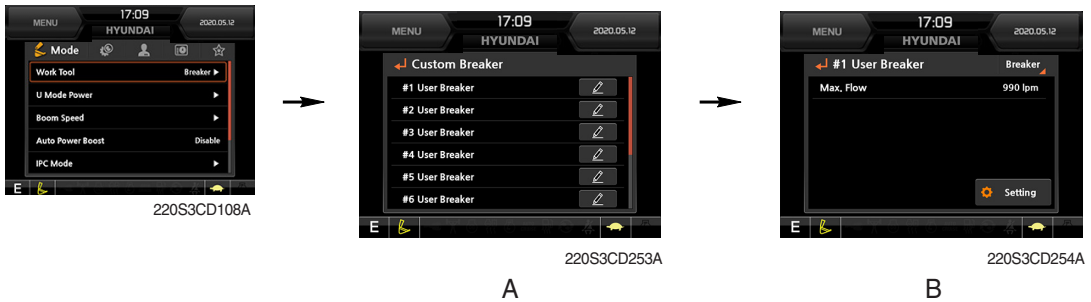 MENU
17:09
2020.05.12
HYUNDAI
Mode
Work Tool
Breaker ▶
U Mode Power
▶
Boom Speed
▶
Auto Power Boost
Disable
IPC Mode
▶
E
220S3CD108A
MENU
17:09
2020.05.12
HYUNDAI
Custom Breaker
#1 User Breaker
#2 User Breaker
#3 User Breaker
#4 User Breaker
#5 User Breaker
#6 User Breaker
E
220S3CD253A
A
MENU
17:09
2020.05.12
HYUNDAI
#1 User Breaker
Breaker
Max. Flow
990 lpm
Setting
E
220S3CD254A
B